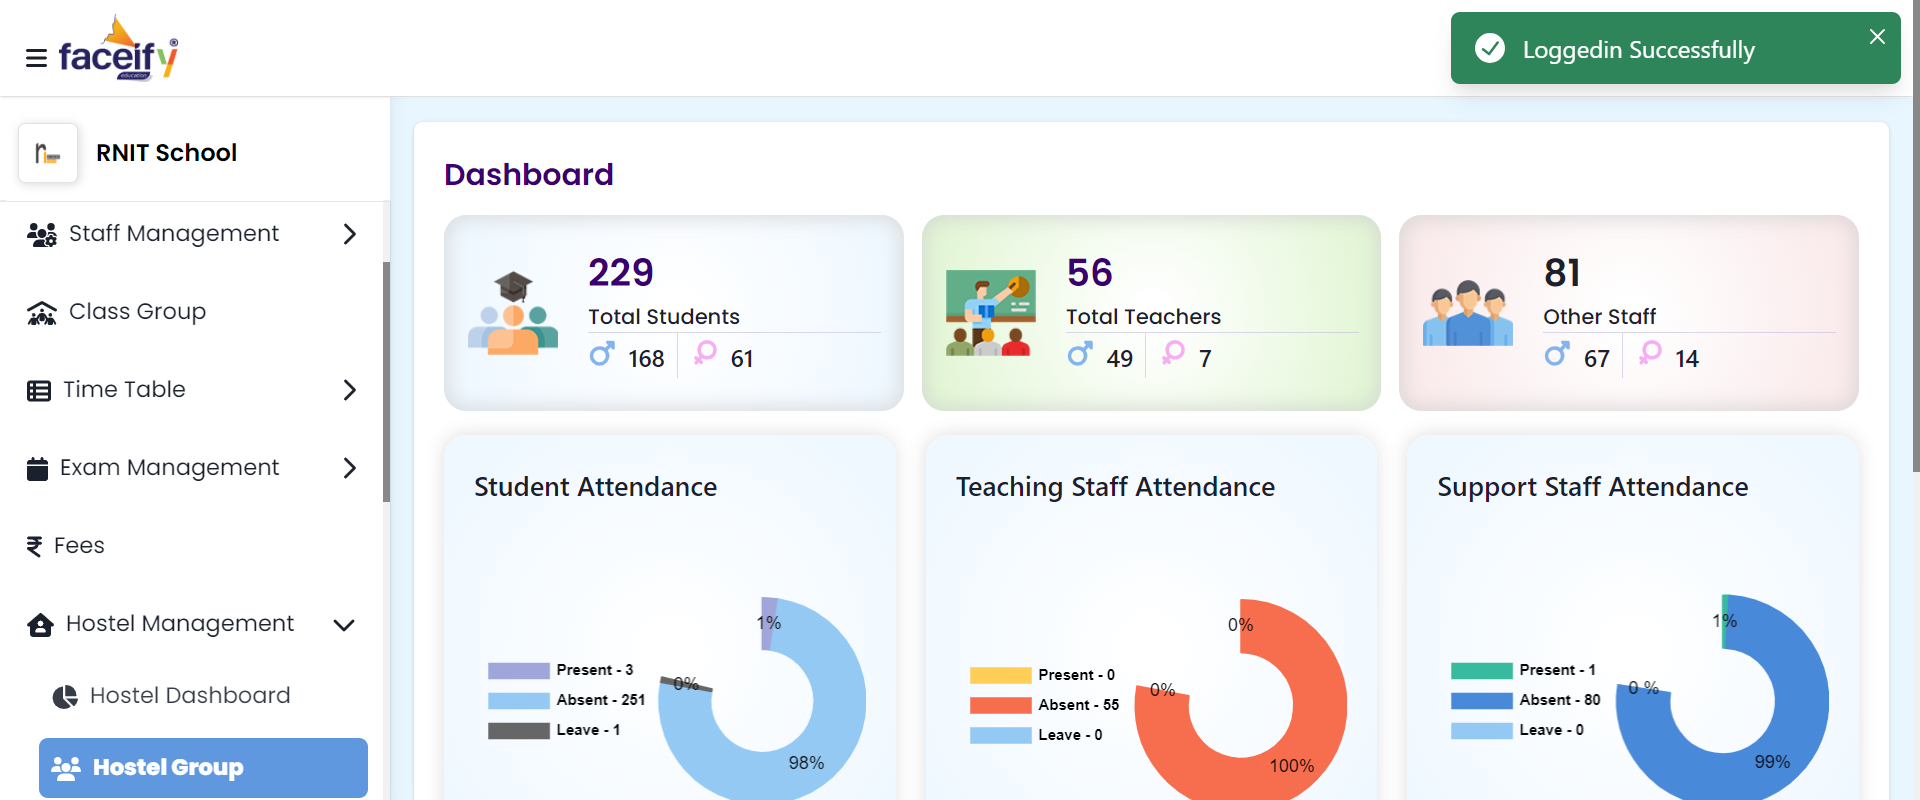 faceify
education
Loggedin Successfully
RNIT School
Staff Management
Class Group
Time Table
Exam Management
Fees
Hostel Management
Hostel Dashboard
Hostel Group
Dashboard
229
Total Students
168
61
56
Total Teachers
49
7
81
Other Staff
67
14
Student Attendance
Present - 3
Absent - 251
Leave - 1
1%
0%
98%
Teaching Staff Attendance
Present - 0
Absent - 55
Leave - 0
0%
0%
100%
Support Staff Attendance
Present - 1
Absent - 80
Leave - 0
1%
0 %
99%